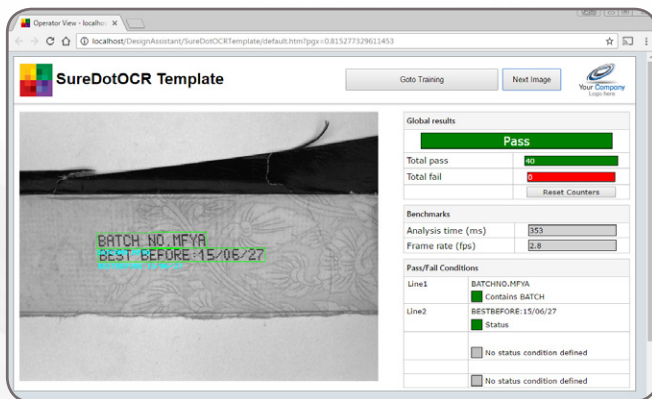 Operator View - localhos
localhost/DesignAssistant/SureDotOCRTemplate/default.htm?pgx=0.815277329611453
SureDotOCR Template
Goto Training
Next Image
Your Company
Logo here
Global results
Pass
Total pass
40
Total fail
0
Reset Counters
Benchmarks
Analysis time (ms)
353
Frame rate (fps)
2.8
Pass/Fail Conditions
Line1
BATCHNO.MFYA
Contains BATCH
Line2
BESTBEFORE:15/06/27
Status
No status condition defined
No status condition defined
BATCH NO.MFYA
BEST BEFORE:15/06/27